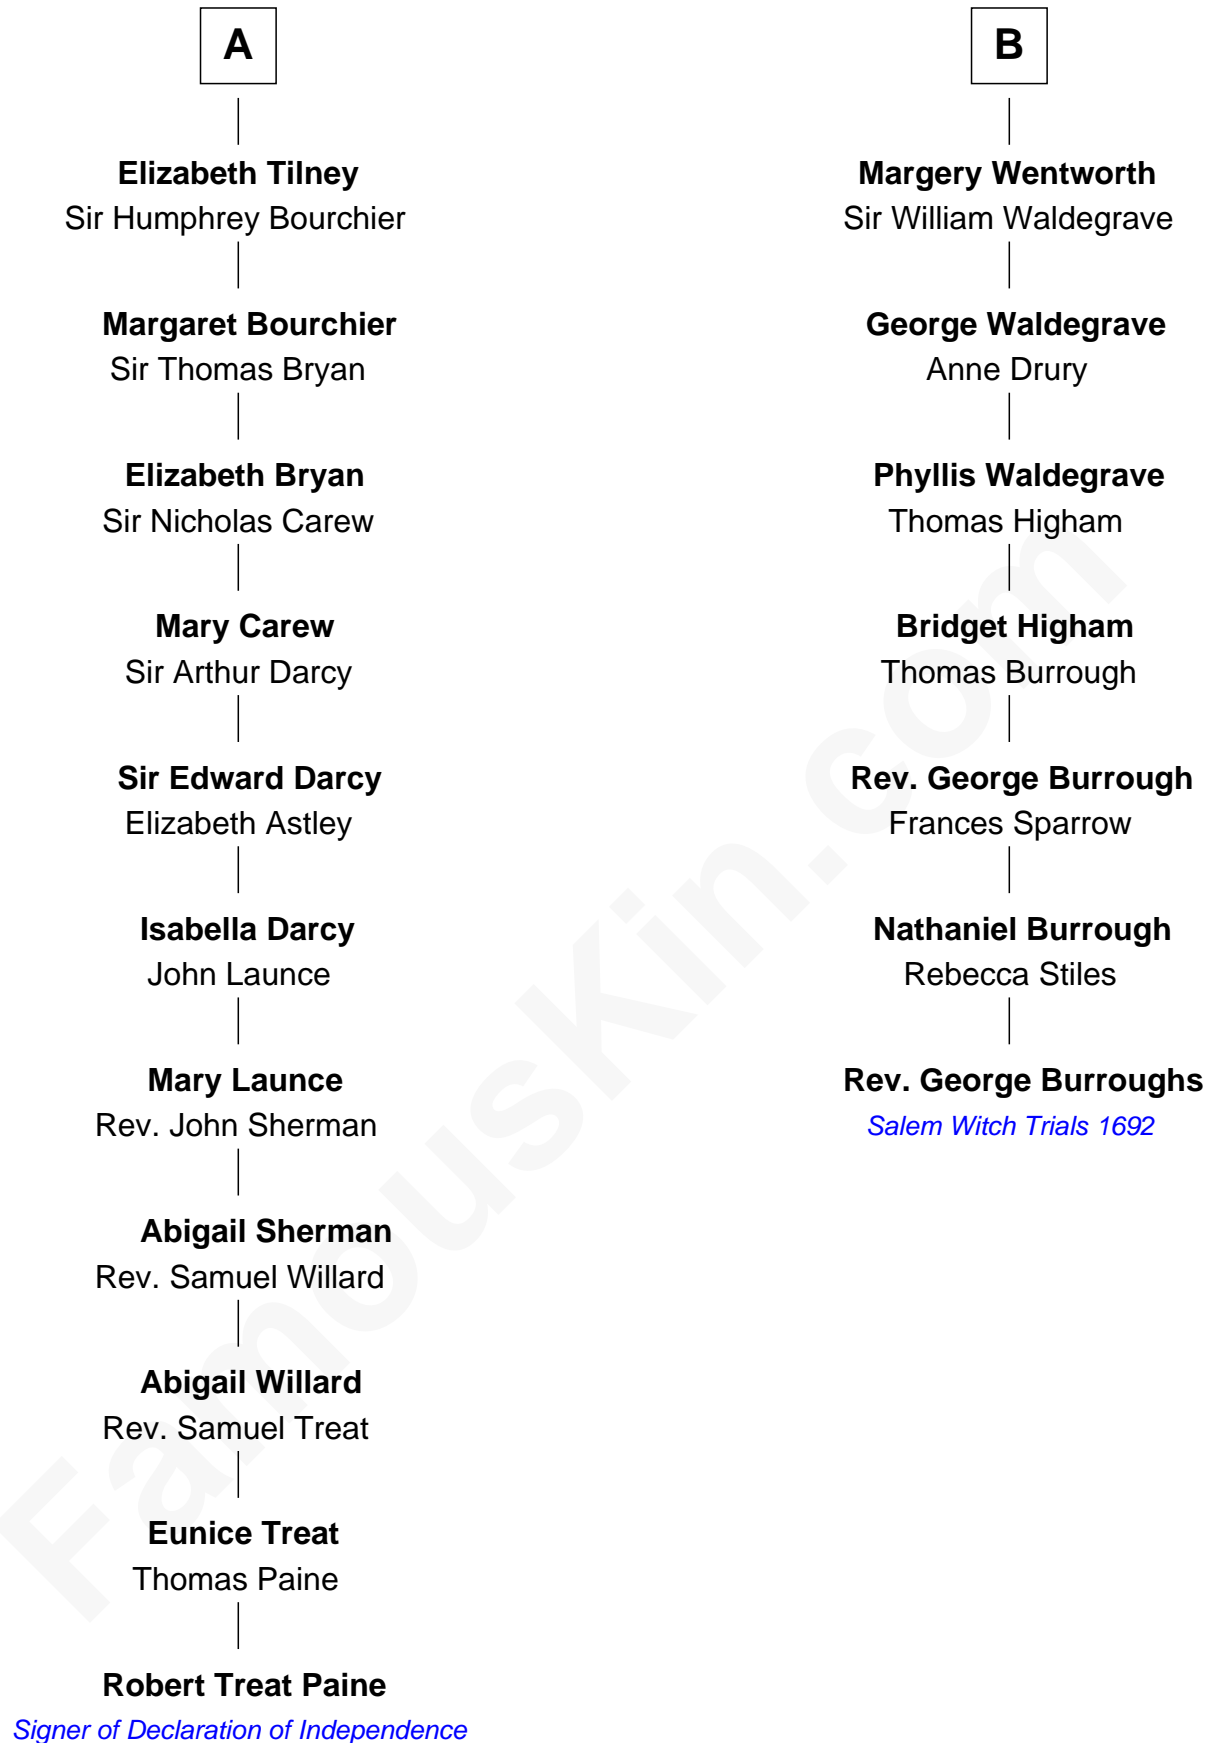 A
Elizabeth Tilney
Sir Humphrey Bourchier
Margaret Bourchier
Sir Thomas Bryan
Elizabeth Bryan
Sir Nicholas Carew
Mary Carew
Sir Arthur Darcy
Sir Edward Darcy
Elizabeth Astley
Isabella Darcy
John Launce
Mary Launce
Rev. John Sherman
Abigail Sherman
Rev. Samuel Willard
Abigail Willard
Rev. Samuel Treat
Eunice Treat
Thomas Paine
Robert Treat Paine
Signer of Declaration of Independence
B
Margery Wentworth
Sir William Waldegrave
George Waldegrave
Anne Drury
Phyllis Waldegrave
Thomas Higham
Bridget Higham
Thomas Burrough
Rev. George Burrough
Frances Sparrow
Nathaniel Burrough
Rebecca Stiles
Rev. George Burroughs
Salem Witch Trials 1692
FamousKin.com